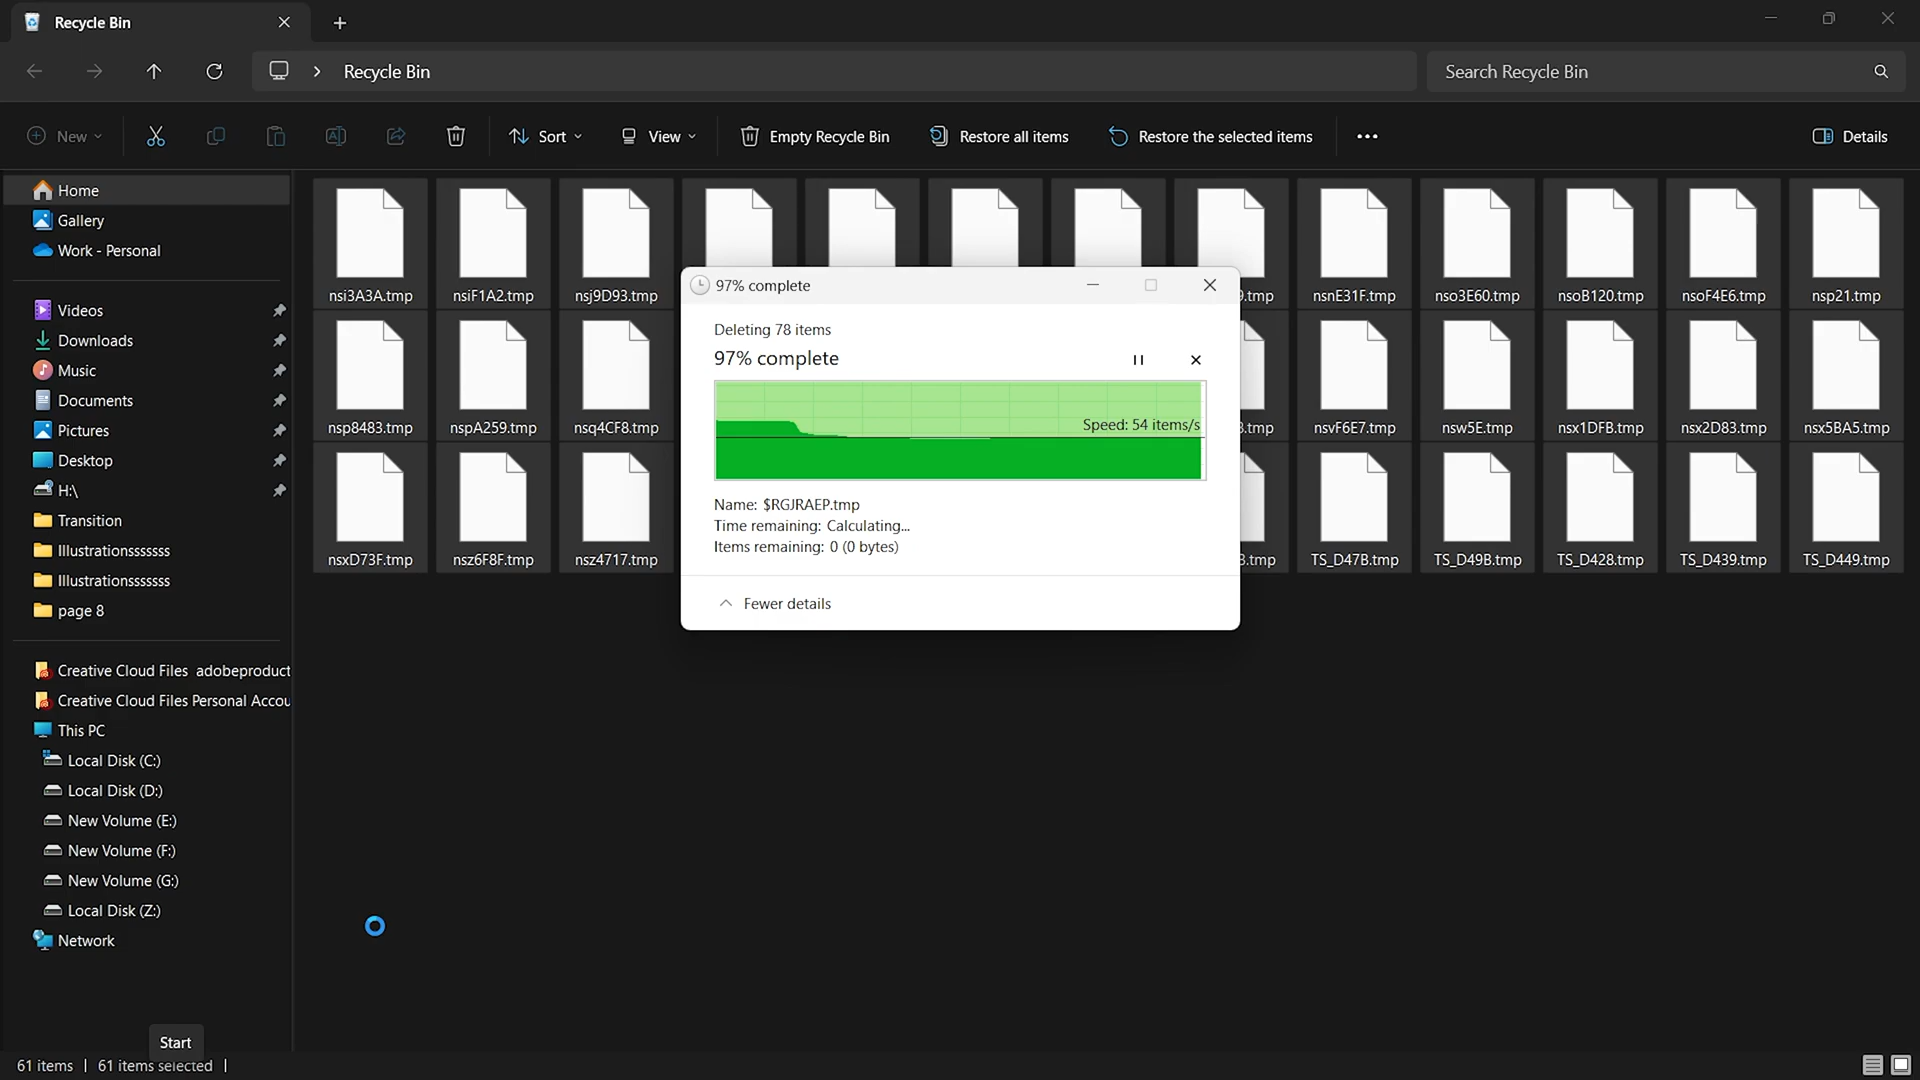 Recycle Bin
Recycle Bin
Search Recycle Bin
New
Sort
View
Empty Recycle Bin
Restore all items
Restore the selected items
Details
Home
Gallery
Work - Personal
Videos
Downloads
Music
Documents
Pictures
Desktop
H:\
Transition
Illustrationsssssss
Illustrationsssssss
page 8
Creative Cloud Files adobeproduct
Creative Cloud Files Personal Accou
This PC
Local Disk (C:)
Local Disk (D:)
New Volume (E:)
New Volume (F:)
New Volume (G:)
Local Disk (Z:)
Network
nsi3A3A.tmp nsiF1A2.tmp nsj9D93.tmp 9.tmp nsnE31F.tmp nso3E60.tmp nsoB120.tmp nsoF4E6.tmp nsp21.tmp
nsp8483.tmp nspA259.tmp nsq4CF8.tmp 3.tmp nsvF6E7.tmp nsw5E.tmp nsx1DFB.tmp nsx2D83.tmp nsx5BA5.tmp
nsxD73F.tmp nsz6F8F.tmp nsz4717.tmp 3.tmp TS_D47B.tmp TS_D49B.tmp TS_D428.tmp TS_D439.tmp TS_D449.tmp
97% complete
Deleting 78 items
97% complete
Speed: 54 items/s
Name: $RGJRAEP.tmp
Time remaining: Calculating...
Items remaining: 0 (0 bytes)
Fewer details
Start
61 items
61 items selected